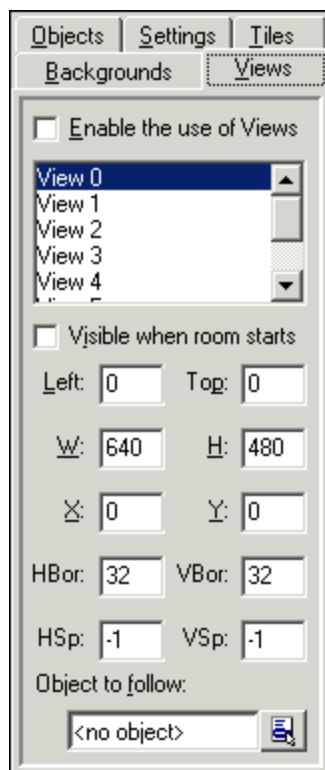 Objects Settings Tiles
Backgrounds Views
Enable the use of Views
View 0
View 1
View 2
View 3
View 4
Visible when room starts
Left: 0 Top: 0
W: 640 H: 480
X: 0 Y: 0
HBor: 32 VBor: 32
HSp: -1 VSp: -1
Object to follow:
<no object>